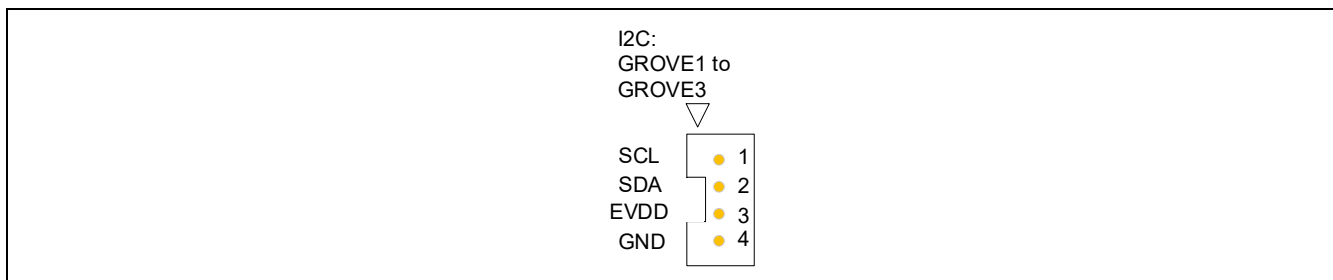 I2C:
GROVE1 to
GROVE3
SCL 1
SDA 2
EVDD 3
GND 4